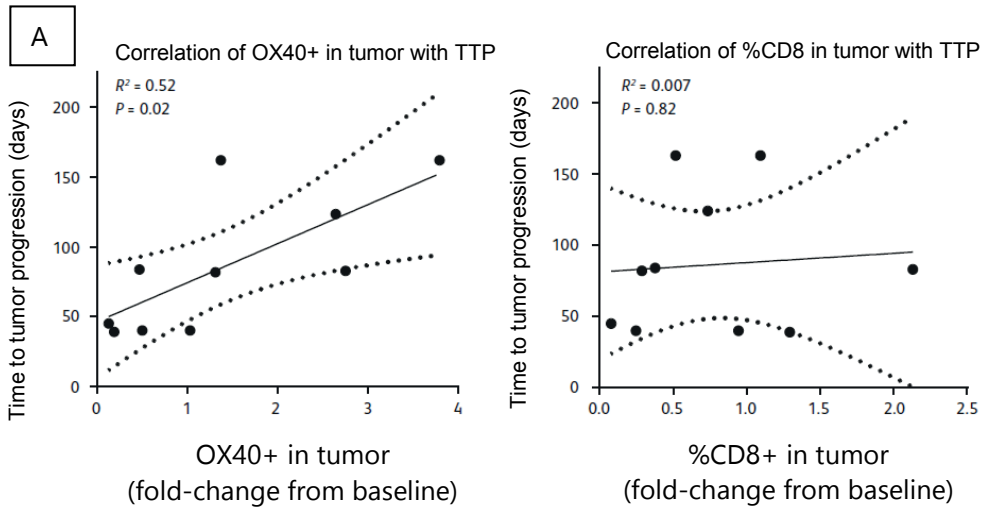 A
Correlation of OX40+ in tumor with TTP
R² = 0.52
P = 0.02
Time to tumor progression (days)
200
150
100
50
0
0 1 2 3 4
OX40+ in tumor
(fold-change from baseline)
Correlation of %CD8 in tumor with TTP
R² = 0.007
P = 0.82
Time to tumor progression (days)
200
150
100
50
0
0.0 0.5 1.0 1.5 2.0 2.5
%CD8+ in tumor
(fold-change from baseline)